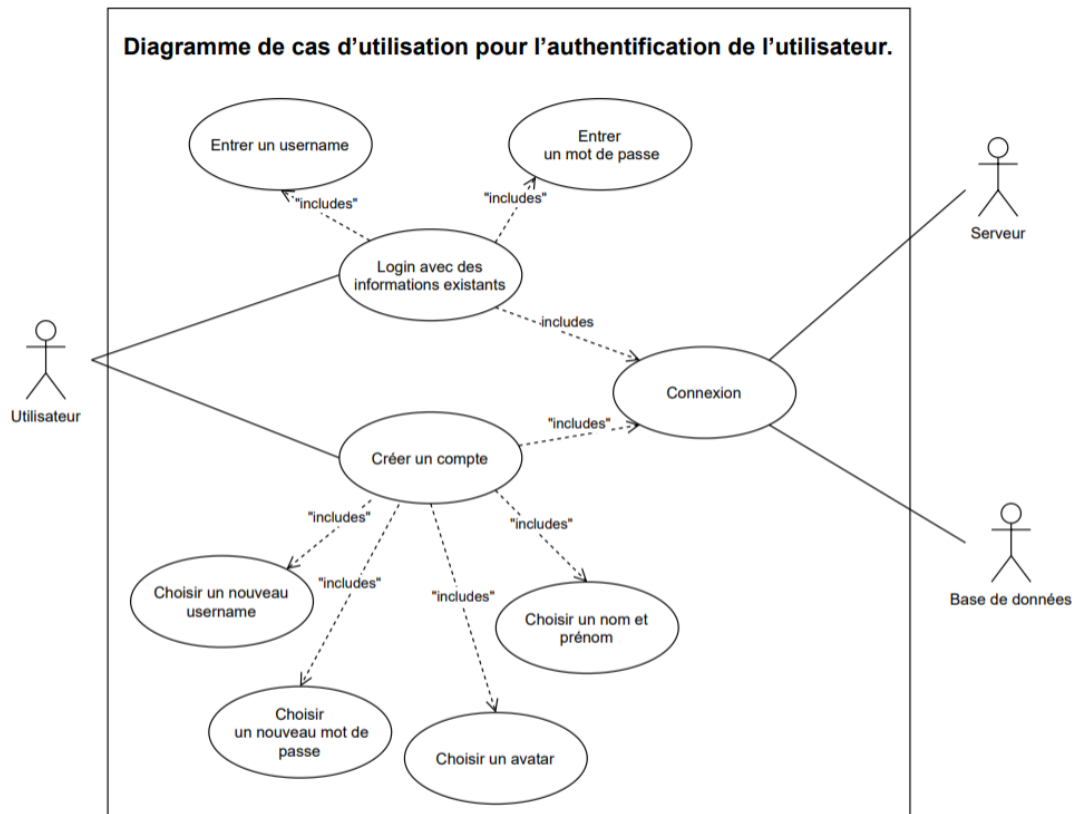 Diagramme de cas d'utilisation pour l'authentification de l'utilisateur.
Entrer un username
Entrer
un mot de passe
"includes"
"includes"
Serveur
Login avec des
informations existants
includes
Utilisateur
Connexion
"includes"
Créer un compte
"includes"
"includes"
"includes"
"includes"
Choisir un nouveau
username
Choisir un nom et
prénom
Base de données
Choisir
un nouveau mot de
passe
Choisir un avatar